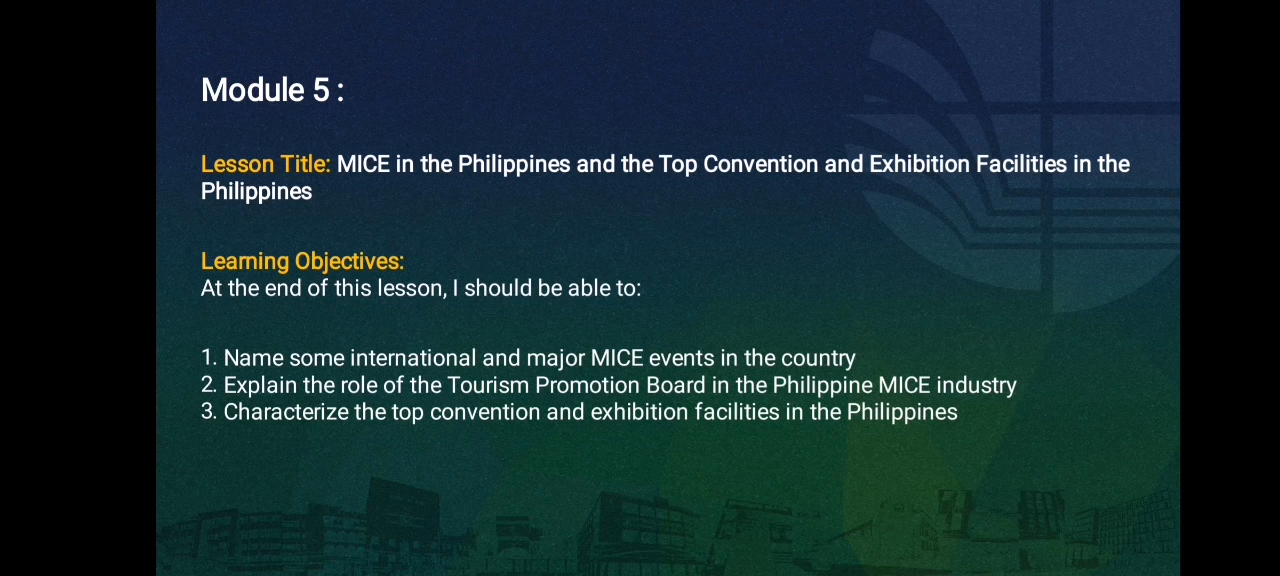 Module 5 :
Lesson Title: MICE in the Philippines and the Top Convention and Exhibition Facilities in the
Philippines
Learning Objectives:
At the end of this lesson, I should be able to:
1. Name some international and major MICE events in the country
2. Explain the role of the Tourism Promotion Board in the Philippine MICE industry
3. Characterize the top convention and exhibition facilities in the Philippines